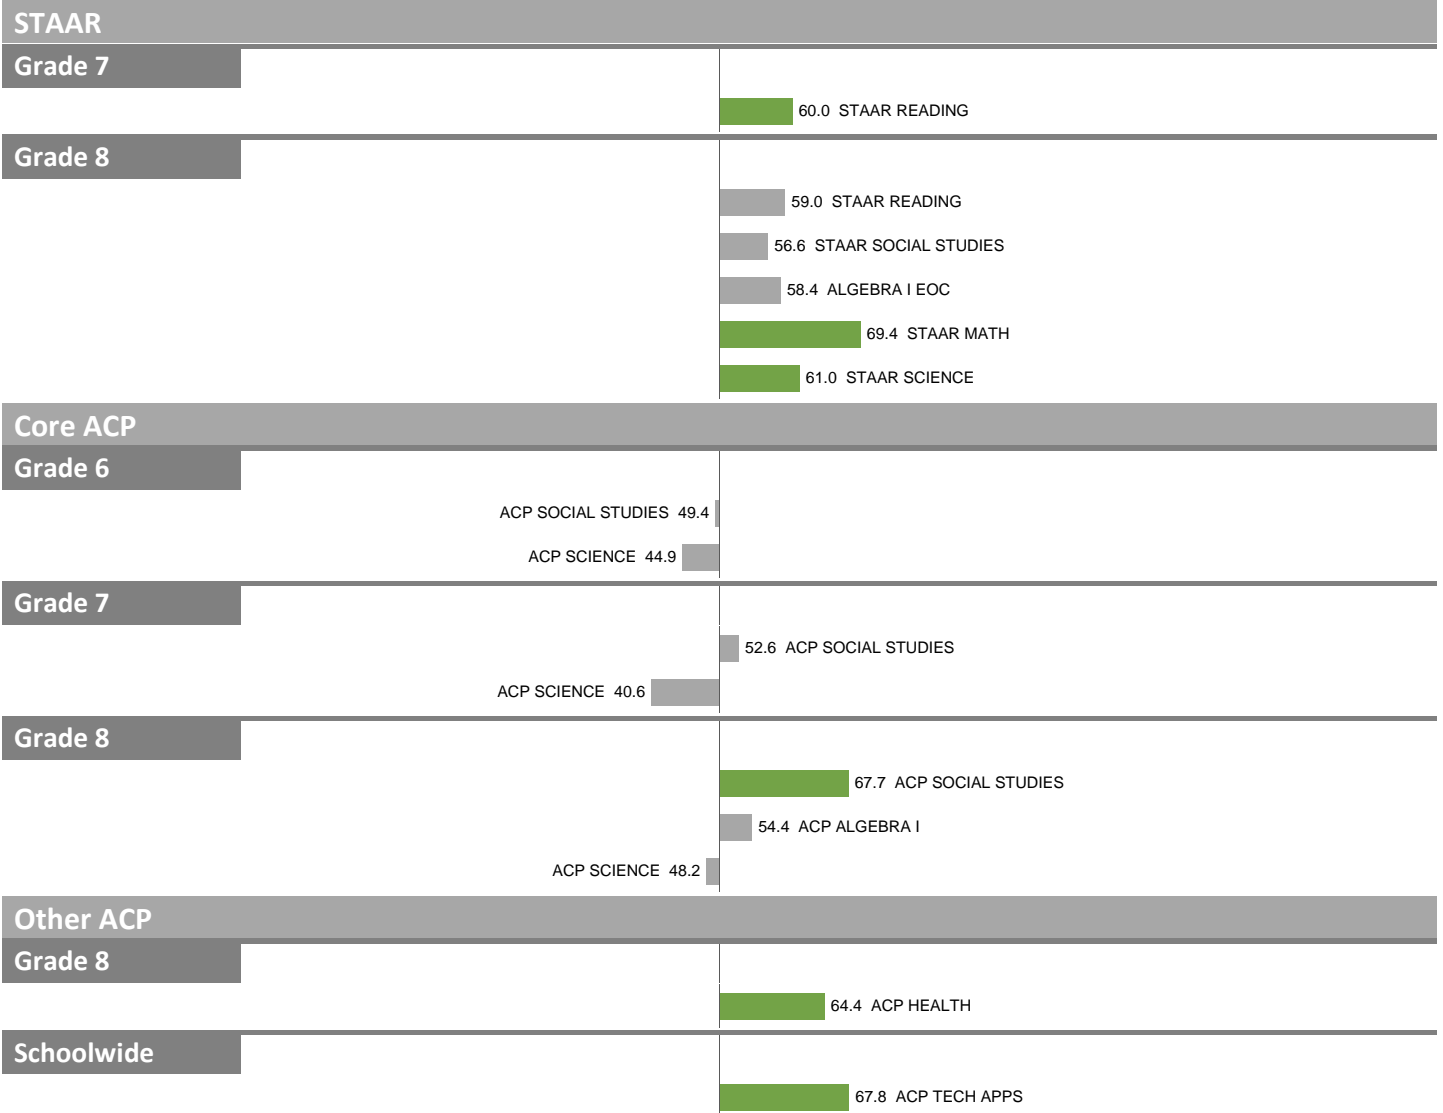 STAAR
Grade 7
60.0 STAAR READING
Grade 8
59.0 STAAR READING
56.6 STAAR SOCIAL STUDIES
58.4 ALGEBRA I EOC
69.4 STAAR MATH
61.0 STAAR SCIENCE
Core ACP
Grade 6
ACP SOCIAL STUDIES 49.4
ACP SCIENCE 44.9
Grade 7
52.6 ACP SOCIAL STUDIES
ACP SCIENCE 40.6
Grade 8
67.7 ACP SOCIAL STUDIES
54.4 ACP ALGEBRA I
ACP SCIENCE 48.2
Other ACP
Grade 8
64.4 ACP HEALTH
Schoolwide
67.8 ACP TECH APPS